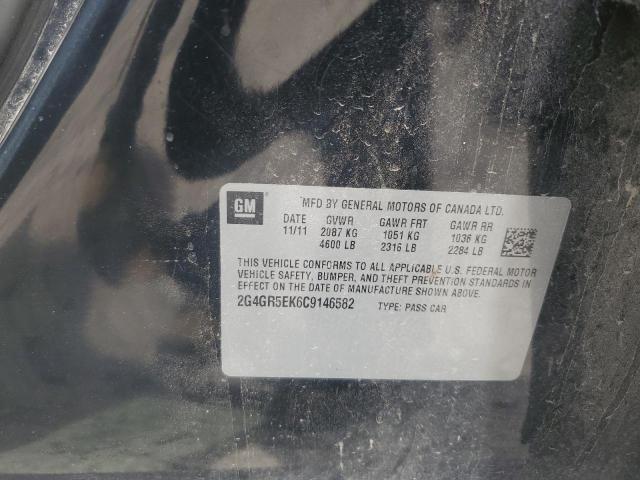 GM
MFD BY GENERAL MOTORS OF CANADA LTD.
DATE GVWR GAWR FRT GAWR RR
11/11 2087 KG 1051 KG 1036 KG
4600 LB 2316 LB 2284 LB
THIS VEHICLE CONFORMS TO ALL APPLICABLE U.S. FEDERAL MOTOR
VEHICLE SAFETY, BUMPER, AND THEFT PREVENTION STANDARDS IN
EFFECT ON THE DATE OF MANUFACTURE SHOWN ABOVE.
2G4GR5EK6C9146582 TYPE: PASS CAR